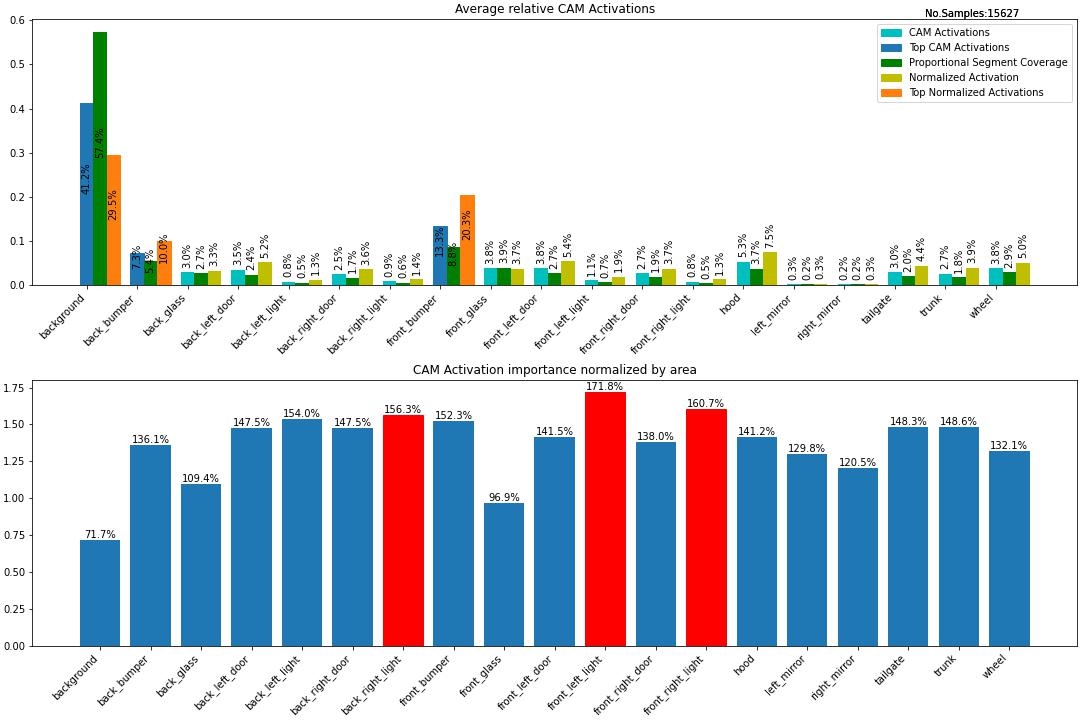 Average relative CAM Activations
No.Samples:15627
CAM Activations
Top CAM Activations
Proportional Segment Coverage
Normalized Activation
Top Normalized Activations
0.6
0.5
0.4
0.3
0.2
0.1
0.0
41.2% 57.4% 29.5%
7.3% 5.4% 10.0%
3.0% 2.7% 3.3%
3.5% 2.4% 5.2%
0.8% 0.5% 1.3%
2.5% 1.7% 3.6%
0.9% 0.6% 1.4%
13.3% 8.8% 20.3%
3.8% 3.9% 3.7%
3.8% 2.7% 5.4%
1.1% 0.7% 1.9%
2.7% 1.9% 3.7%
0.8% 0.5% 1.3%
5.3% 3.7% 7.5%
0.3% 0.2% 0.3%
0.2% 0.2% 0.3%
3.0% 2.0% 4.4%
2.7% 1.8% 3.9%
3.8% 2.9% 5.0%
background
back_bumper
back_glass
back_left_door
back_left_light
back_right_door
back_right_light
front_bumper
front_glass
front_left_door
front_left_light
front_right_door
front_right_light
hood
left_mirror
right_mirror
tailgate
trunk
wheel
CAM Activation importance normalized by area
1.75
1.50
1.25
1.00
0.75
0.50
0.25
0.00
71.7%
136.1%
109.4%
147.5%
154.0%
147.5%
156.3%
152.3%
96.9%
141.5%
171.8%
138.0%
160.7%
141.2%
129.8%
120.5%
148.3%
148.6%
132.1%
background
back_bumper
back_glass
back_left_door
back_left_light
back_right_door
back_right_light
front_bumper
front_glass
front_left_door
front_left_light
front_right_door
front_right_light
hood
left_mirror
right_mirror
tailgate
trunk
wheel